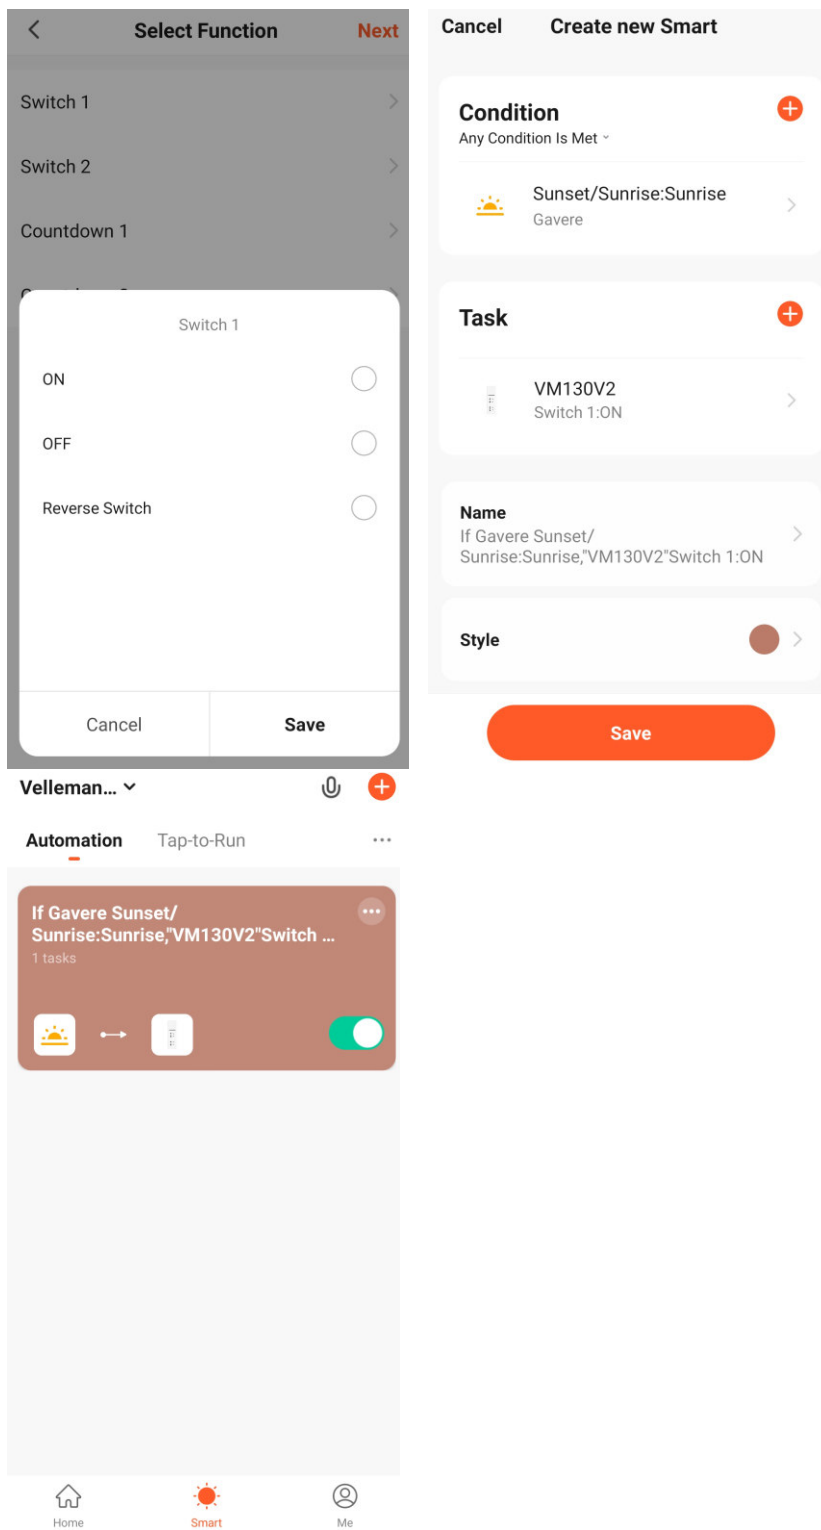 Select Function
Next
Switch 1
Switch 2
Countdown 1
Switch 1
ON
OFF
Reverse Switch
Cancel
Save
Cancel
Create new Smart
Condition
Any Condition Is Met
Sunset/Sunrise:Sunrise
Gavere
Task
VM130V2
Switch 1:ON
Name
If Gavere Sunset/
Sunrise:Sunrise,"VM130V2"Switch 1:ON
Style
Save
Velleman...
Automation
Tap-to-Run
If Gavere Sunset/
Sunrise:Sunrise,"VM130V2"Switch ...
1 tasks
Home
Smart
Me